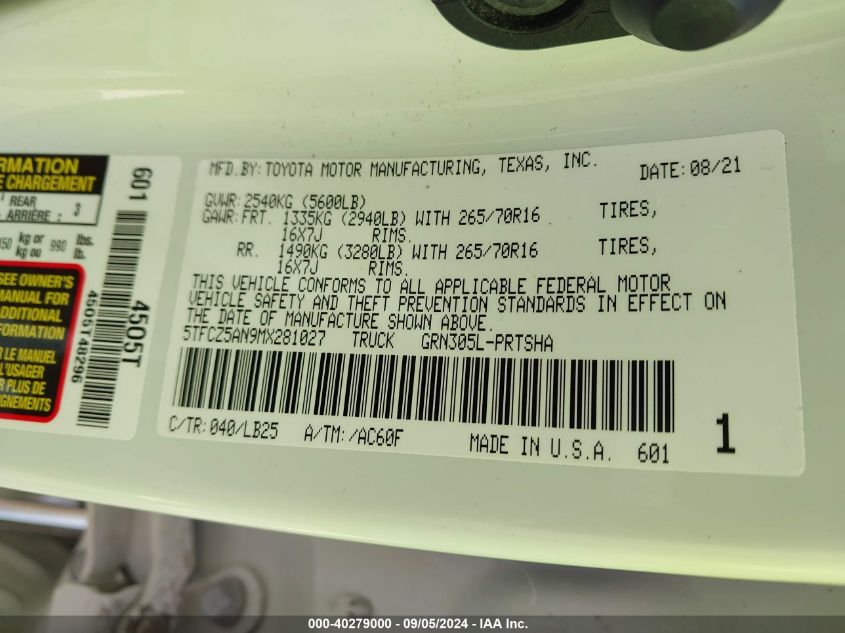 MFD.BY: TOYOTA MOTOR MANUFACTURING, TEXAS, INC. DATE: 08/21
GVWR: 2540KG (5600LB)
GAWR: FRT. 1335KG (2940LB) WITH 265/70R16 TIRES,
16X7J RIMS.
RR. 1490KG (3280LB) WITH 265/70R16 TIRES,
16X7J RIMS.
THIS VEHICLE CONFORMS TO ALL APPLICABLE FEDERAL MOTOR
VEHICLE SAFETY AND THEFT PREVENTION STANDARDS IN EFFECT ON
THE DATE OF MANUFACTURE SHOWN ABOVE.
5TFCZ5AN9MX281027 TRUCK GRN305L-PRTSHA
C/TR: 040/LB25 A/TM: /AC60F MADE IN U.S.A. 601
1
RMATION
E CHARGEMENT
REAR
ARRIÈRE : 3
kg or 990 lbs.
kg ou lb.
SEE OWNER'S
MANUAL FOR
ADDITIONAL
INFORMATION
LE MANUEL
L'USAGER
R PLUS DE
GNEMENTS
601
4505T
4505T48296
000-40279000 - 09/05/2024 - IAA Inc.